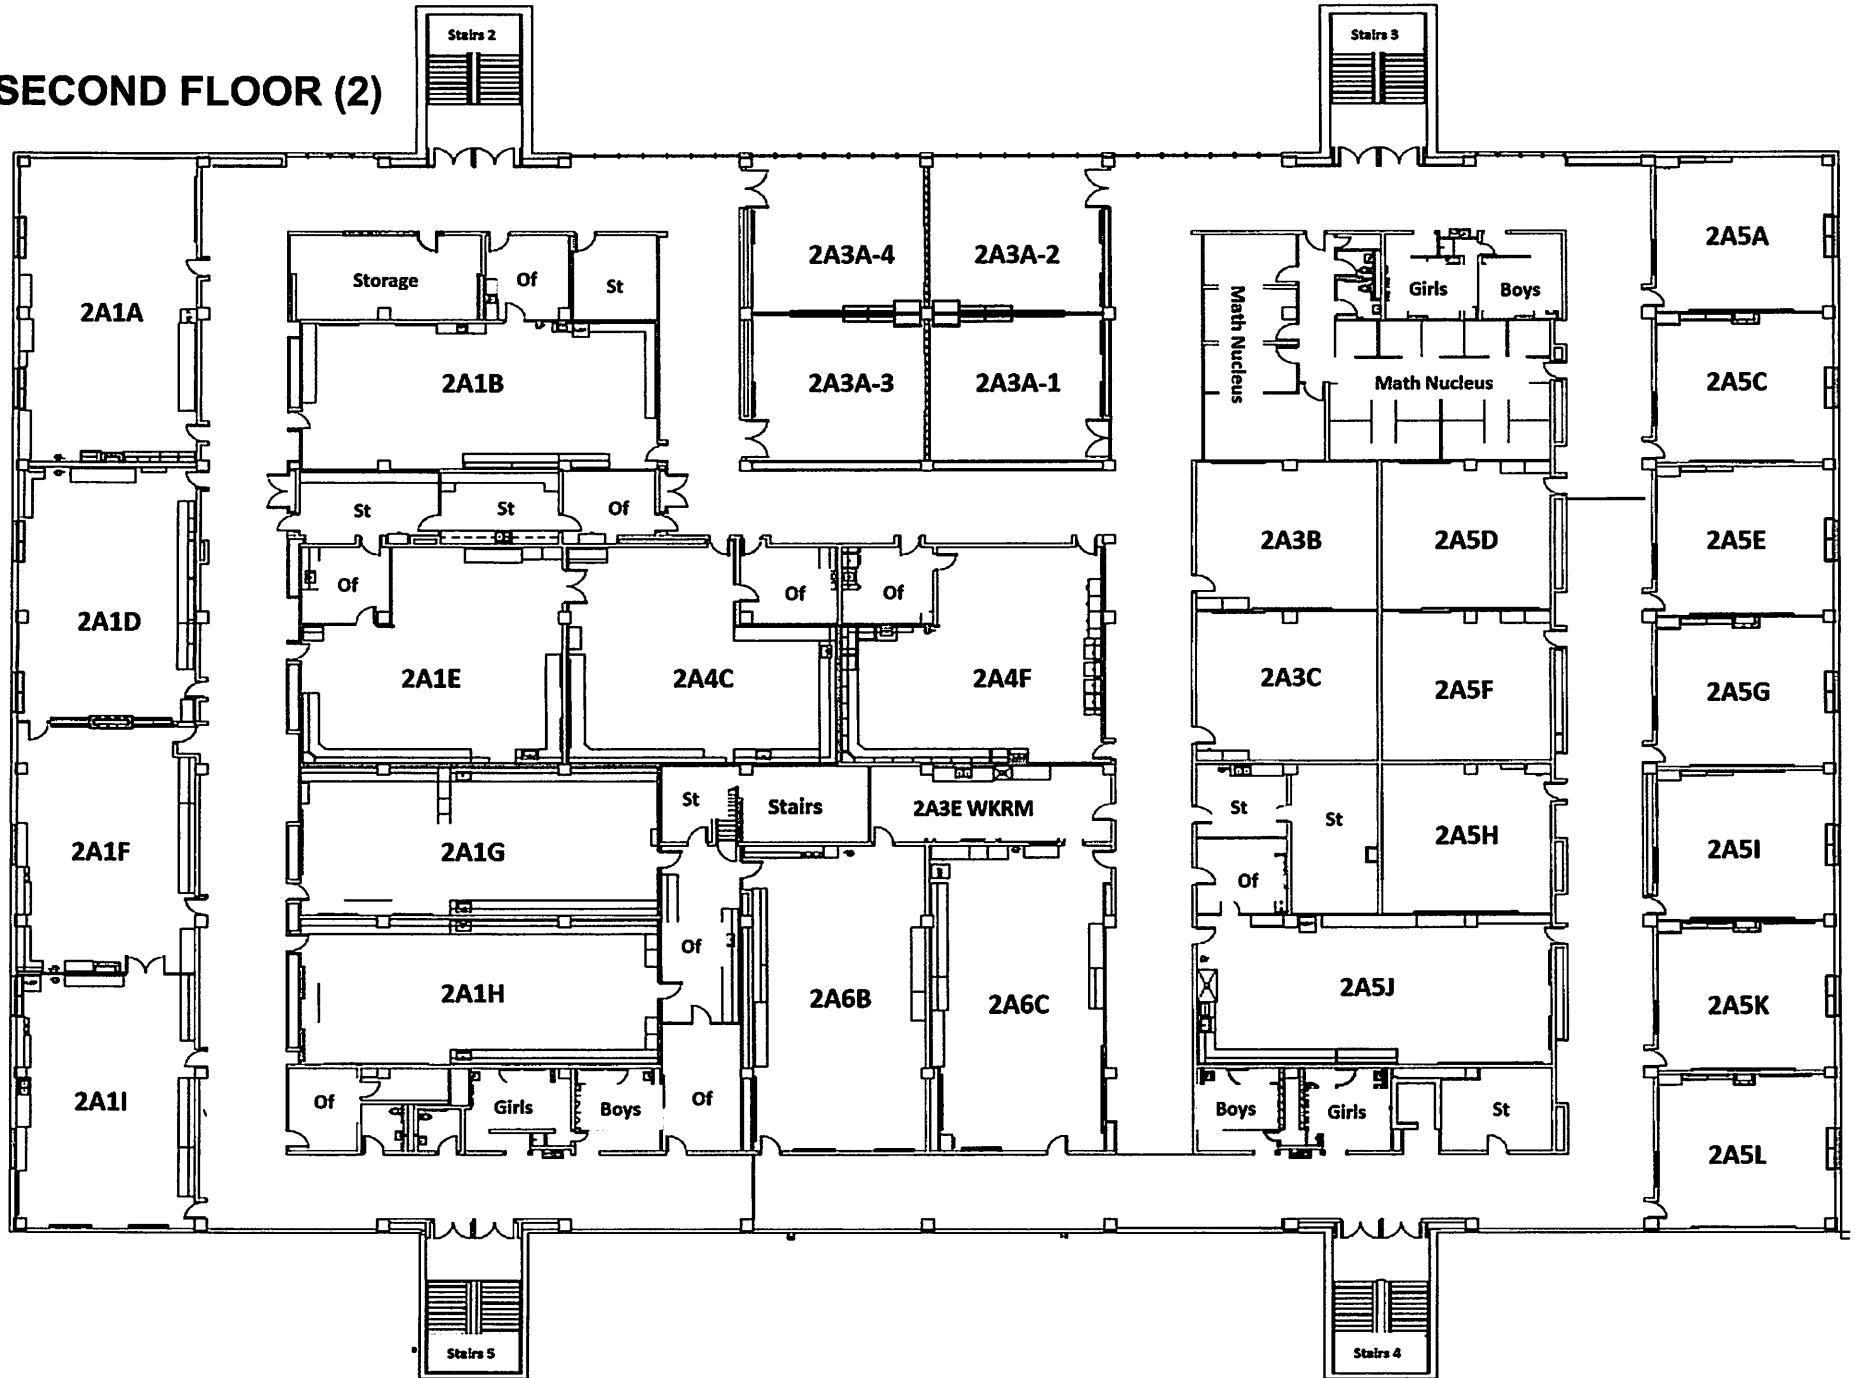 Stairs 2
Stairs 3
SECOND FLOOR (2)
2A1A
Storage
Of
St
2A3A-4
2A3A-2
Math Nucleus
Girls
Boys
2A5A
2A1B
2A3A-3
2A3A-1
Math Nucleus
2A5C
St
St
Of
2A3B
2A5D
2A5E
2A1D
Of
Of
Of
2A1E
2A4C
2A4F
2A3C
2A5F
2A5G
2A1F
St
Stairs
2A3E WKRM
St
St
2A1G
2A5H
2A5I
Of
Of
2A1H
2A6B
2A6C
2A5J
2A5K
2A1I
Of
Girls
Boys
Of
Boys
Girls
St
2A5L
Stairs 5
Stairs 4